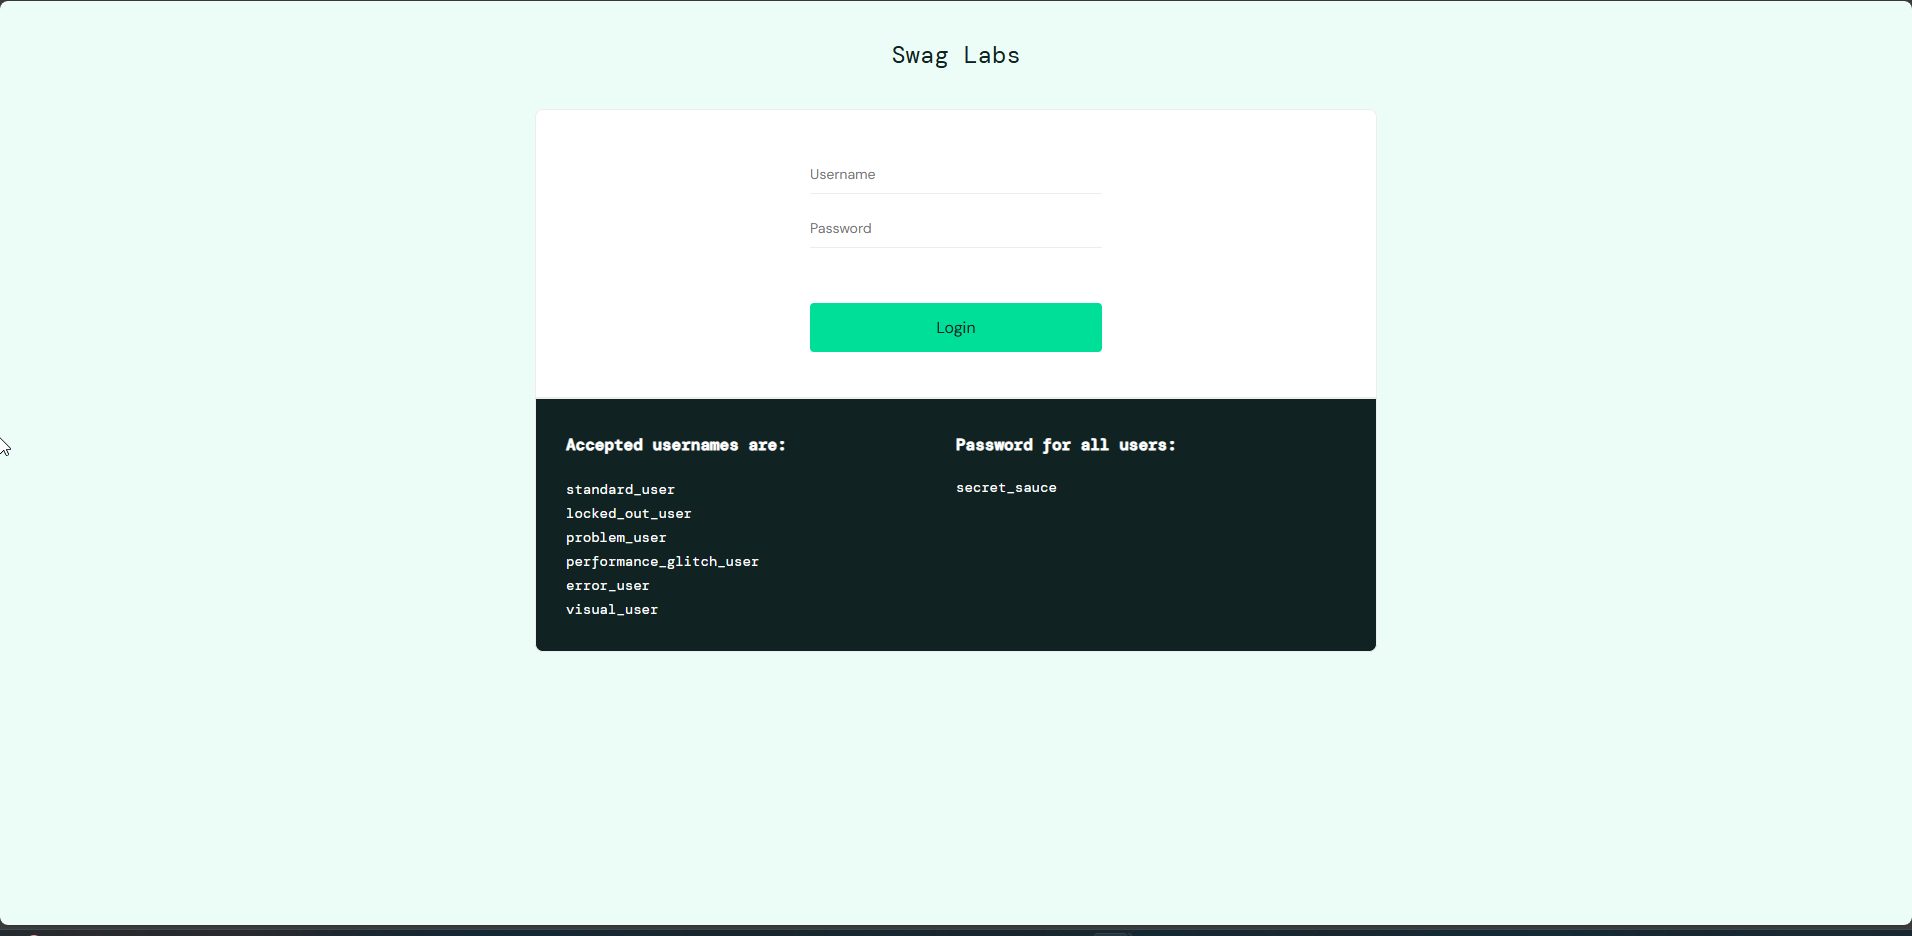 Swag Labs
Username
Password
Login
Accepted usernames are:
standard_user
locked_out_user
problem_user
performance_glitch_user
error_user
visual_user
Password for all users:
secret_sauce